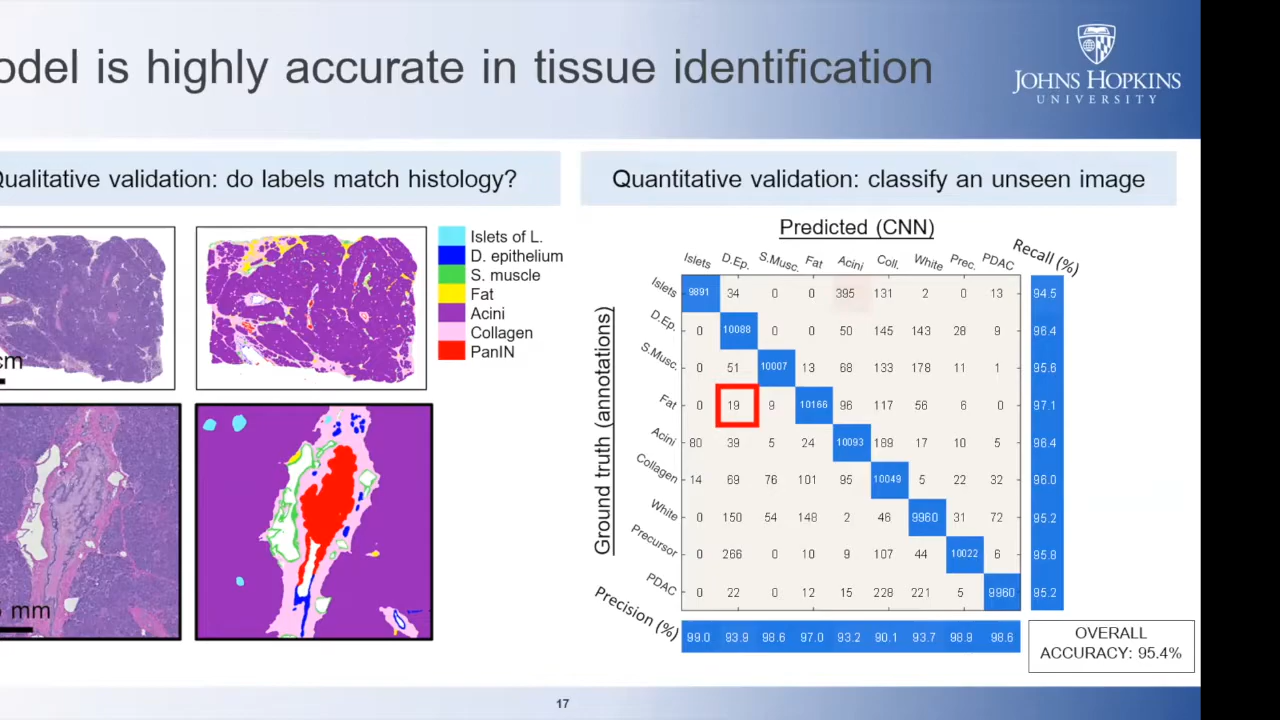 odel is highly accurate in tissue identification
JOHNS HOPKINS
UNIVERSITY
Qualitative validation: do labels match histology?
Quantitative validation: classify an unseen image
cm
mm
Islets of L.
D. epithelium
S. muscle
Fat
Acini
Collagen
PanIN
Predicted (CNN)
Islets D.Ep. S.Musc. Fat Acini Coll. White Prec. PDAC Recall (%)
Ground truth (annotations)
Islets 9891 34 0 0 395 131 2 0 13 94.5
D.Ep. 0 10088 0 0 50 145 143 28 9 96.4
S.Musc. 0 51 10007 13 68 133 178 11 1 95.6
Fat 0 19 9 10166 96 117 56 6 0 97.1
Acini 80 39 5 24 10093 189 17 10 5 96.4
Collagen 14 69 76 101 95 10049 5 22 32 96.0
White 0 150 54 148 2 46 9960 31 72 95.2
Precursor 0 266 0 10 9 107 44 10022 6 95.8
PDAC 0 22 0 12 15 228 221 5 9960 95.2
Precision (%) 99.0 93.9 98.6 97.0 93.2 90.1 93.7 98.9 98.6
OVERALL
ACCURACY: 95.4%
17